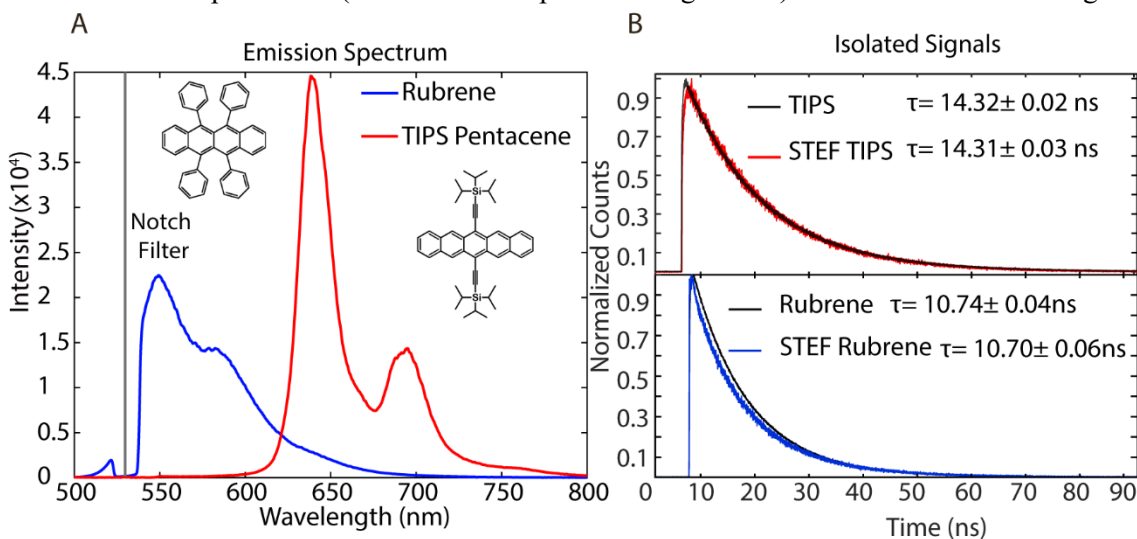 A
Emission Spectrum
Intensity (x10⁴)
4.5
4
3.5
3
2.5
2
1.5
1
0.5
0
Rubrene
TIPS Pentacene
Notch
Filter
Si
Si
500 550 600 650 700 750 800
Wavelength (nm)
B
Isolated Signals
Normalized Counts
0.9
0.7
0.5
0.3
0.1
TIPS τ= 14.32± 0.02 ns
STEF TIPS τ= 14.31± 0.03 ns
0.9
0.7
0.5
0.3
0.1
Rubrene τ= 10.74± 0.04ns
STEF Rubrene τ= 10.70± 0.06ns
0 10 20 30 40 50 60 70 80 90
Time (ns)